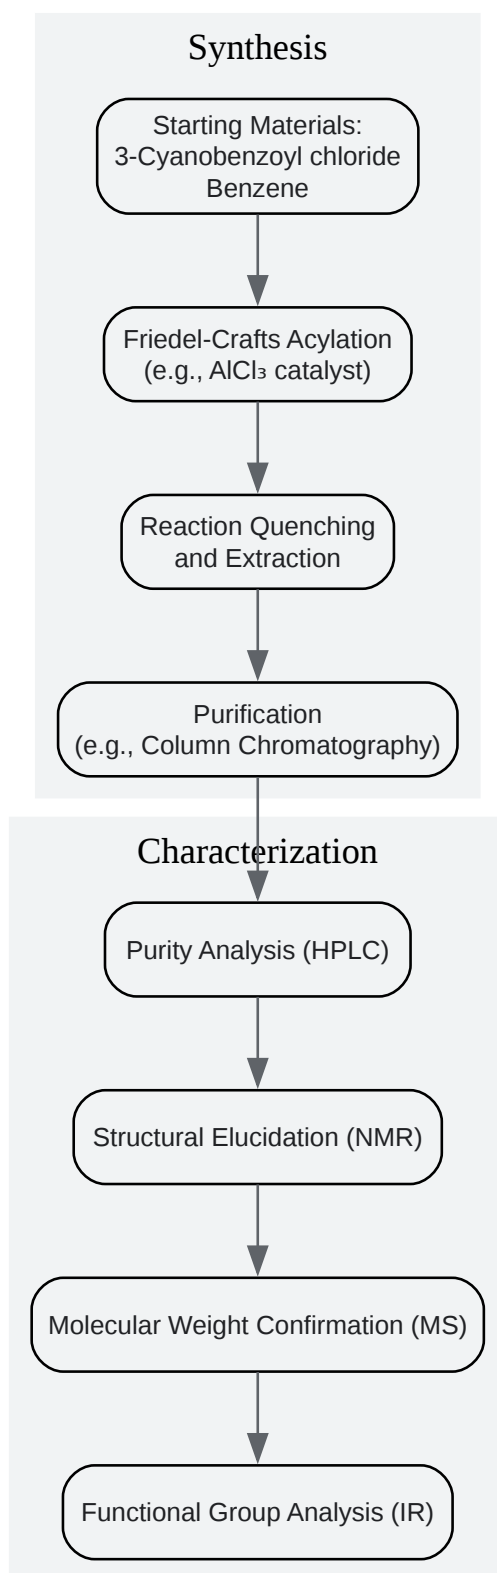 Synthesis
Starting Materials:
3-Cyanobenzoyl chloride
Benzene
Friedel-Crafts Acylation
(e.g., AlCl₃ catalyst)
Reaction Quenching
and Extraction
Purification
(e.g., Column Chromatography)
Characterization
Purity Analysis (HPLC)
Structural Elucidation (NMR)
Molecular Weight Confirmation (MS)
Functional Group Analysis (IR)